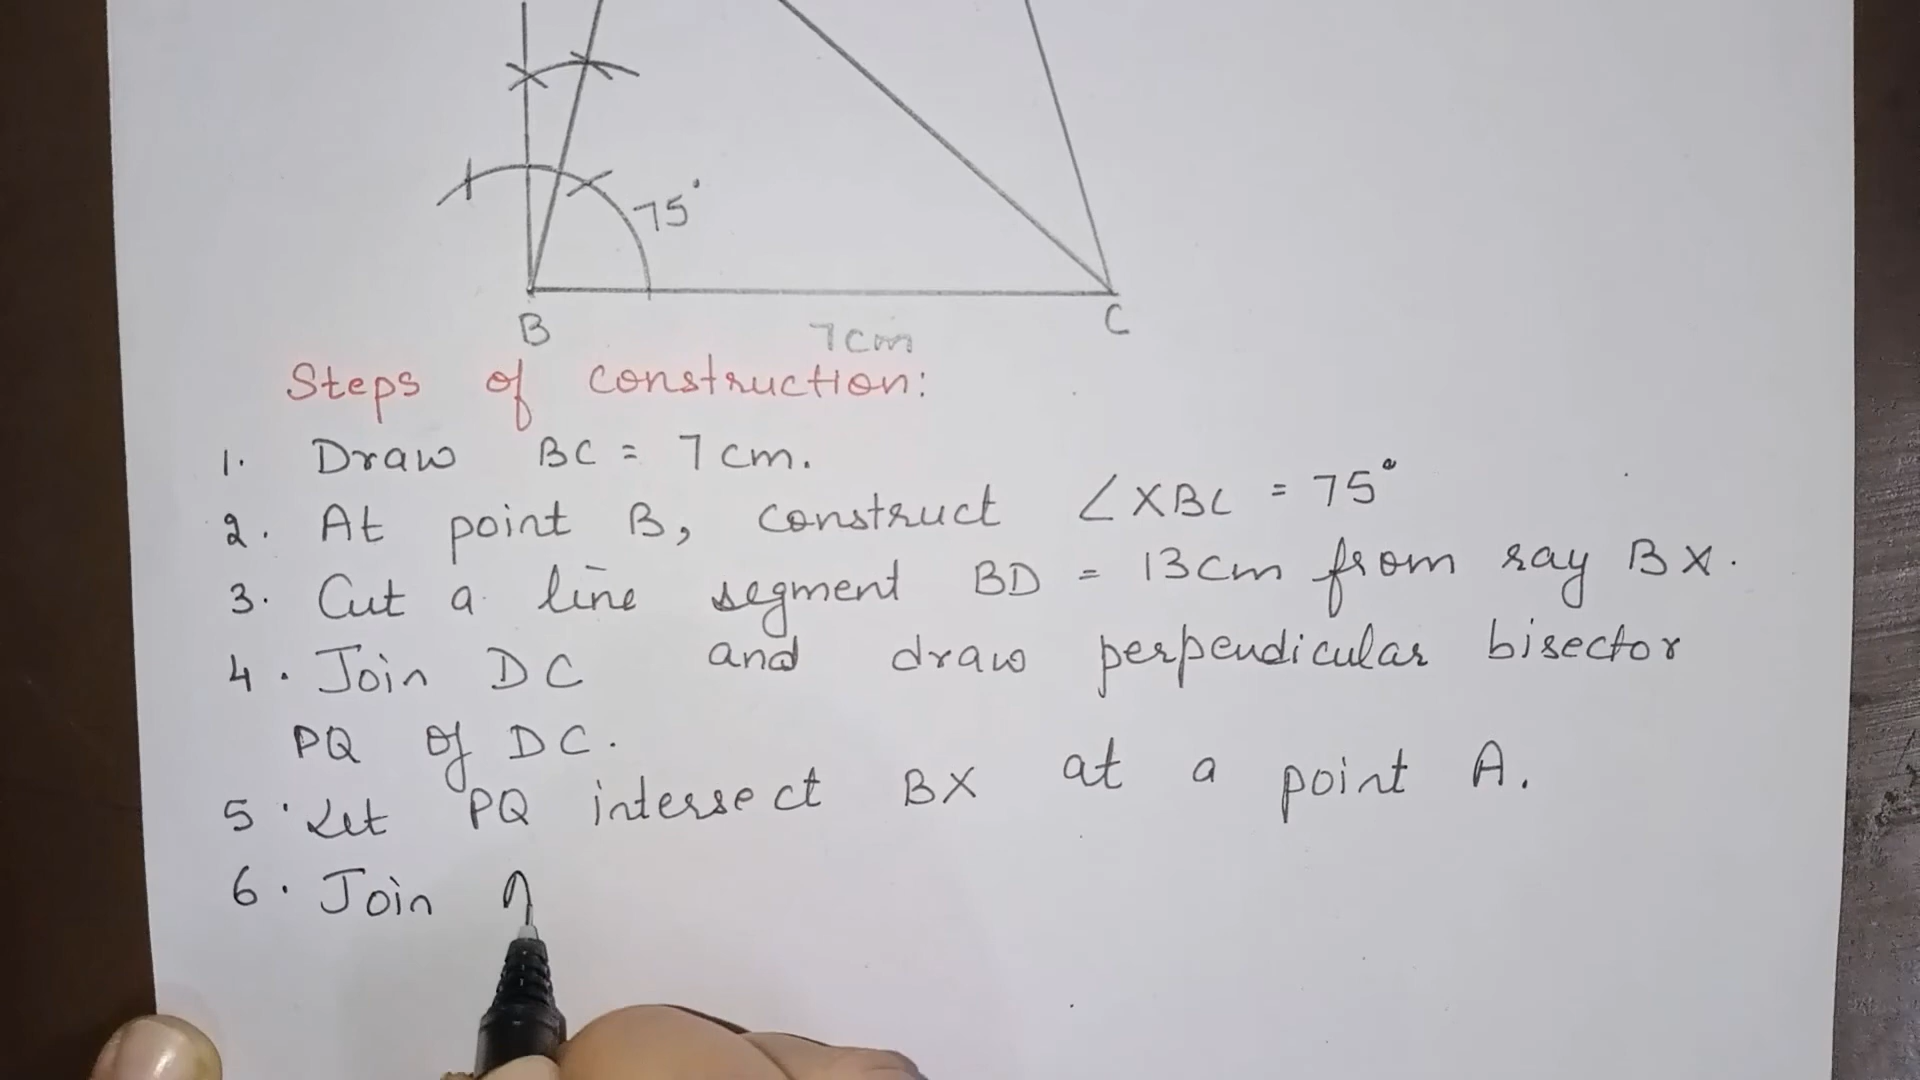 75°
B
C
7cm
Steps of construction:
1. Draw BC = 7cm.
2. At point B, construct ∠XBC = 75°
3. Cut a line segment BD = 13cm from ray BX.
4. Join DC and draw perpendicular bisector
PQ of DC.
5. Let PQ intersect BX at a point A.
6. Join